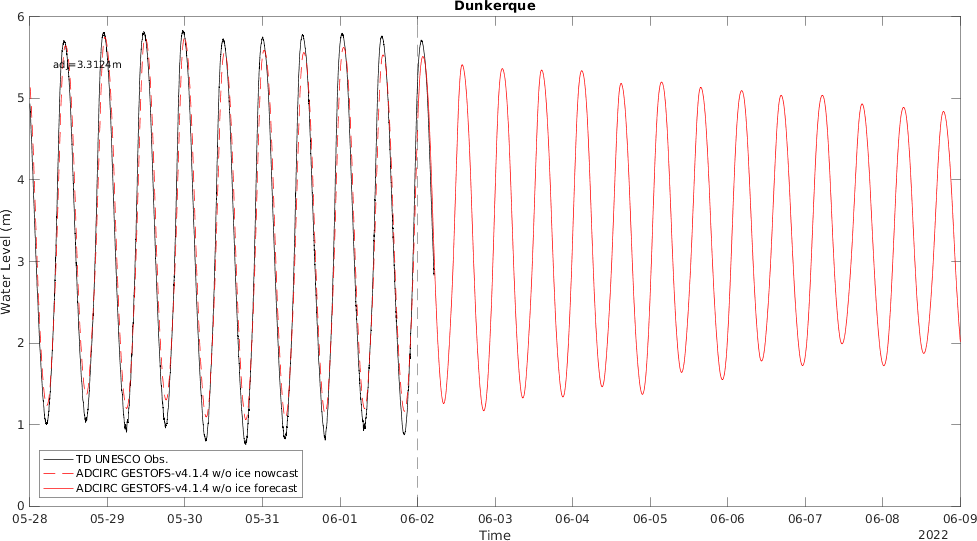 Dunkerque
6
adj=3.3124m
5
4
3
2
1
0
Water Level (m)
TD UNESCO Obs.
ADCIRC GESTOFS-v4.1.4 w/o ice nowcast
ADCIRC GESTOFS-v4.1.4 w/o ice forecast
05-28 05-29 05-30 05-31 06-01 06-02 06-03 06-04 06-05 06-06 06-07 06-08 06-09
Time
2022